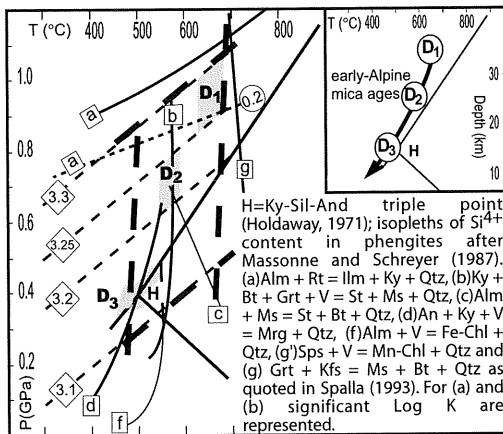 T (°C) 400 600 800
T (°C)
400 600 800
1.0
0.8
0.6
0.4
0.2
P(GPa)
a
b
0.2
D1
a
D2
g
3.3
3.25
3.2
D3
H
c
3.1
d
f
D1
early-Alpine
mica ages
D2
D3
H
30
20
10
Depth (km)
H=Ky-Sil-And triple point
(Holdaway, 1971); isopleths of Si4+
content in phengites after
Massonne and Schreyer (1987).
(a)Alm + Rt = Ilm + Ky + Qtz, (b)Ky +
Bt + Grt + V = St + Ms + Qtz, (c)Alm
+ Ms = St + Bt + Qtz, (d)An + Ky + V
= Mrg + Qtz, (f)Alm + V = Fe-Chl +
Qtz, (g')Sps + V = Mn-Chl + Qtz and
(g) Grt + Kfs = Ms + Bt + Qtz as
quoted in Spalla (1993). For (a) and
(b) significant Log K are
represented.